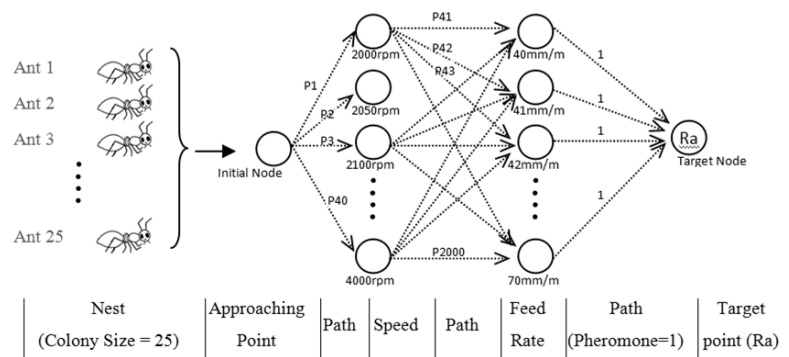 Ant 1
Ant 2
Ant 3
Ant 25
Initial Node
P1
P2
P3
P40
2000rpm
2050rpm
2100rpm
4000rpm
P41
P42
P43
P2000
40mm/m
41mm/m
42mm/m
70mm/m
1
1
1
1
Ra
Target Node
Nest
(Colony Size = 25)
Approaching
Point
Path
Speed
Path
Feed
Rate
Path
(Pheromone=1)
Target
point (Ra)